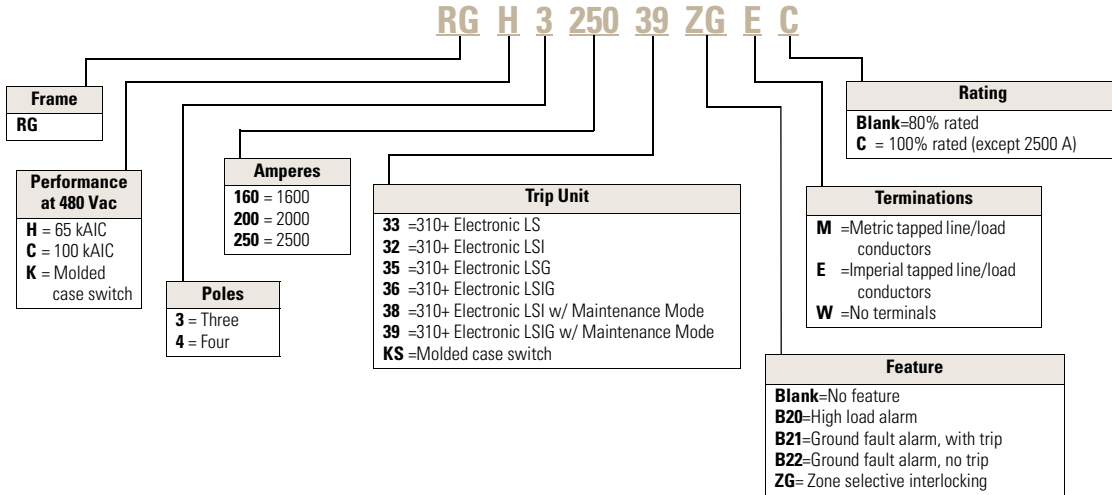 RG H 3 250 39 ZG E C
Frame
RG
Performance
at 480 Vac
H = 65 kAIC
C = 100 kAIC
K = Molded
case switch
Poles
3 = Three
4 = Four
Amperes
160 = 1600
200 = 2000
250 = 2500
Trip Unit
33 =310+ Electronic LS
32 =310+ Electronic LSI
35 =310+ Electronic LSG
36 =310+ Electronic LSIG
38 =310+ Electronic LSI w/ Maintenance Mode
39 =310+ Electronic LSIG w/ Maintenance Mode
KS =Molded case switch
Rating
Blank=80% rated
C = 100% rated (except 2500 A)
Terminations
M =Metric tapped line/load
conductors
E =Imperial tapped line/load
conductors
W =No terminals
Feature
Blank=No feature
B20=High load alarm
B21=Ground fault alarm, with trip
B22=Ground fault alarm, no trip
ZG= Zone selective interlocking